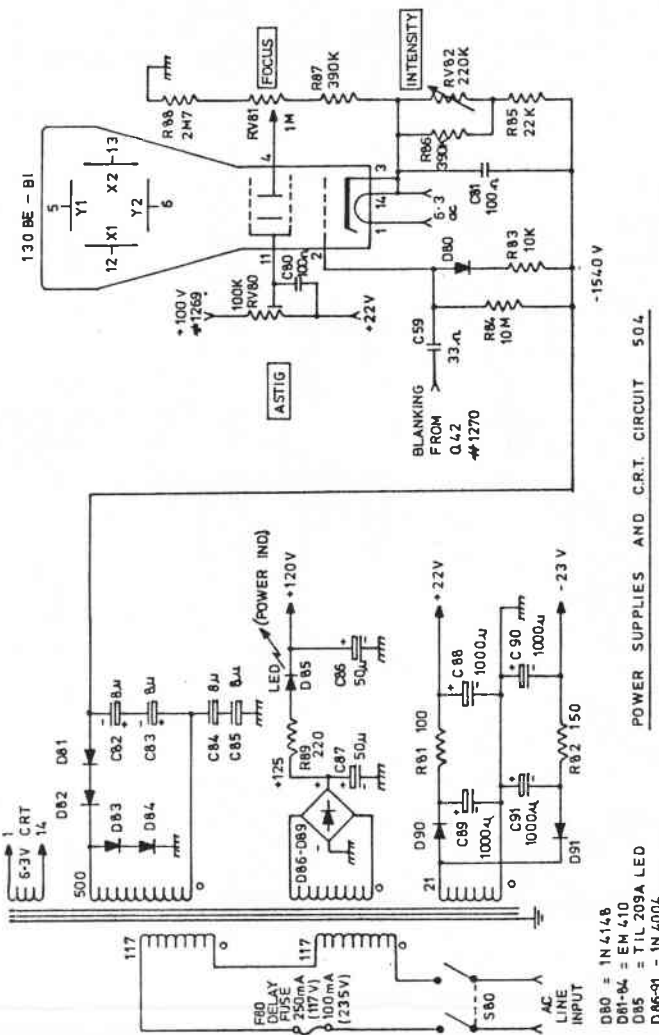 130 BE - B1
5
Y1
12
X1
X2
13
Y2
6
R88
2M7
RV81
1M
FOCUS
R87
390K
INTENSITY
RV82
220K
R86
390K
R85
22K
4
3
14
1
11
2
6·3
ac
C81
100n
C80
100n
+100V
#1269
100K
RV80
+22V
ASTIG
D80
R83
10K
R84
10M
C59
33n
BLANKING
FROM
Q42
#1270
-1540V
1
6·3V CRT
14
500
D82
D81
D83
D84
C82
8µ
C83
8µ
C84
8µ
C85
8µ
D86-D89
+125
R89
220
C87
50µ
LED
D85
(POWER IND)
+120V
C86
50µ
21
D90
C89
1000µ
R81
100
C88
1000µ
+22V
C91
1000µ
C90
1000µ
D91
R82
150
-23V
117
117
F80
DELAY
FUSE
250mA
(117V)
100mA
(235V)
S80
AC
LINE
INPUT
D80 = 1N4148
D81-84 = EM410
D85 = TIL 209A LED
D86-91 - 1N 4004
POWER SUPPLIES AND C.R.T. CIRCUIT 504